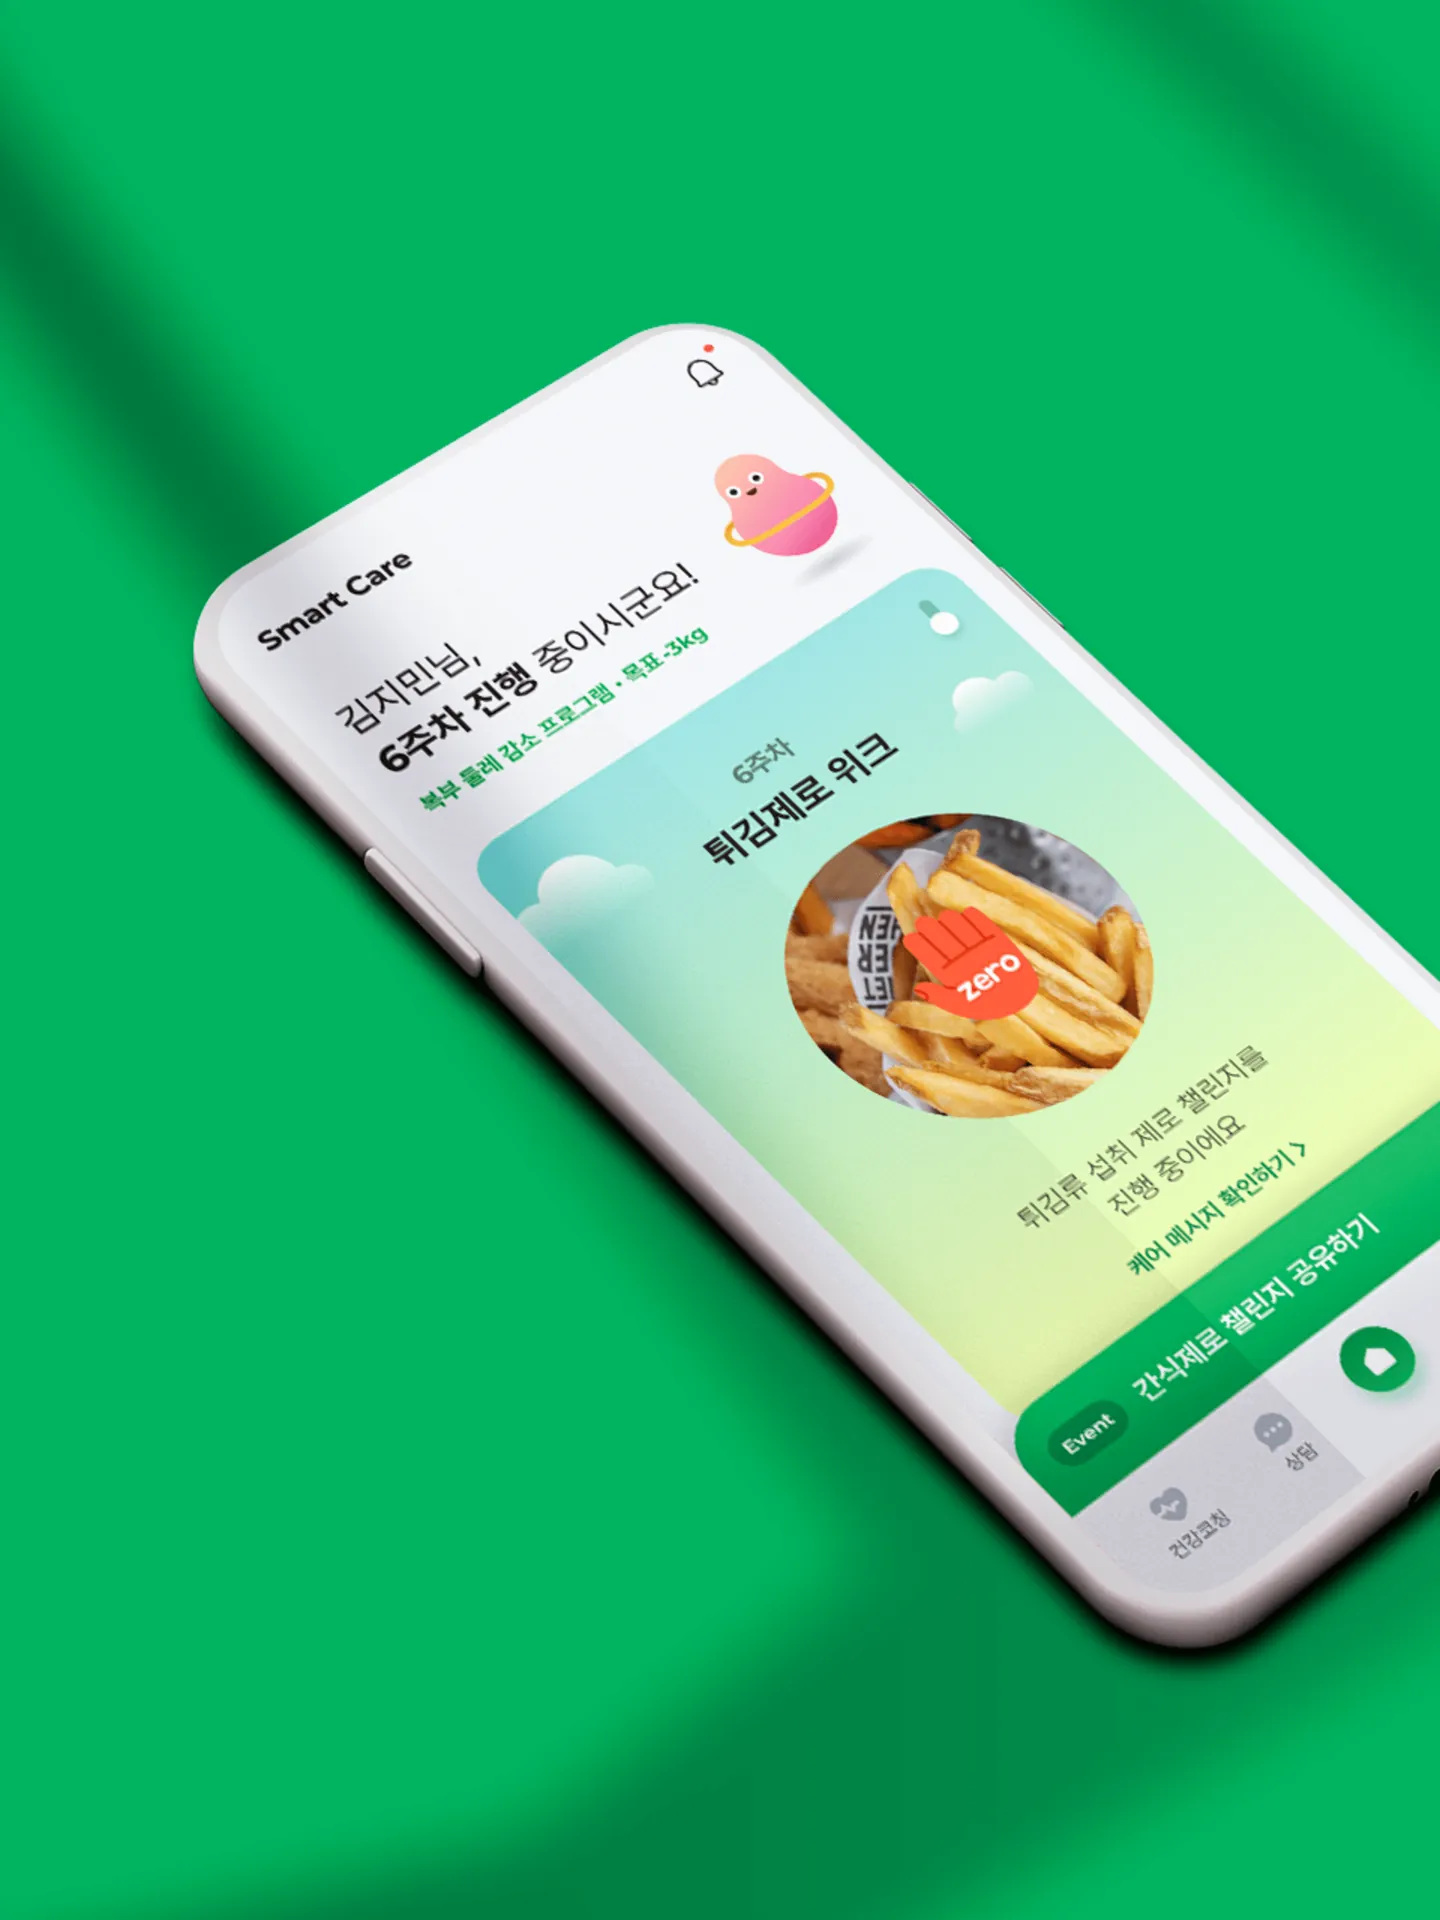 Smart Care
김지민님,
6주차 진행 중이시군요!
복부 둘레 감소 프로그램 • 목표 -3kg
6주차
튀김제로 위크
zero
튀김류 섭취 제로 챌린지를
진행 중이에요
케어 메시지 확인하기 >
Event 간식제로 챌린지 공유하기
건강코칭
상담